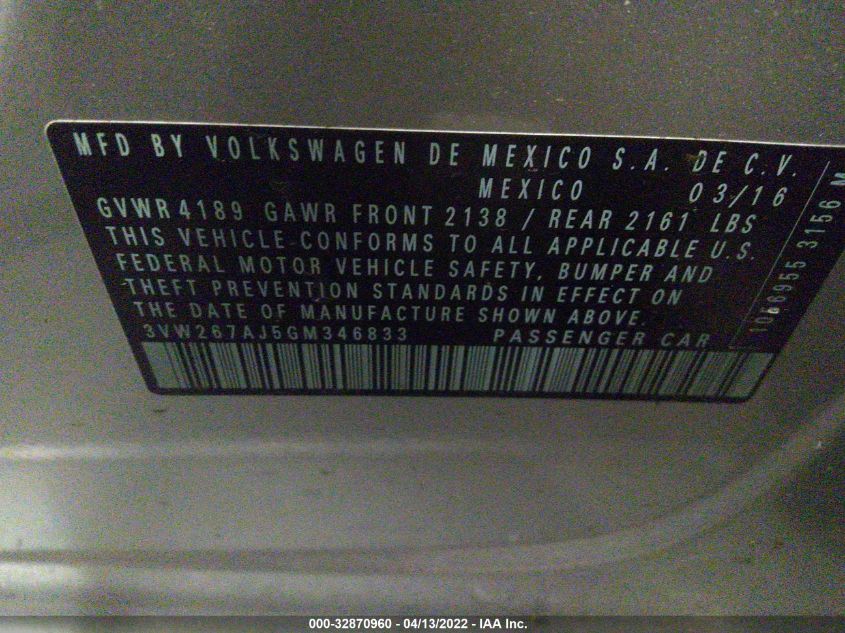 MFD BY VOLKSWAGEN DE MEXICO S.A. DE C.V.
MEXICO 03/16
GVWR 4189 GAWR FRONT 2138 / REAR 2161 LBS
THIS VEHICLE CONFORMS TO ALL APPLICABLE U.S.
FEDERAL MOTOR VEHICLE SAFETY, BUMPER AND
THEFT PREVENTION STANDARDS IN EFFECT ON
THE DATE OF MANUFACTURE SHOWN ABOVE.
3VW267AJ5GM346833 PASSENGER CAR
3156 M
000-32870960 - 04/13/2022 - IAA Inc.